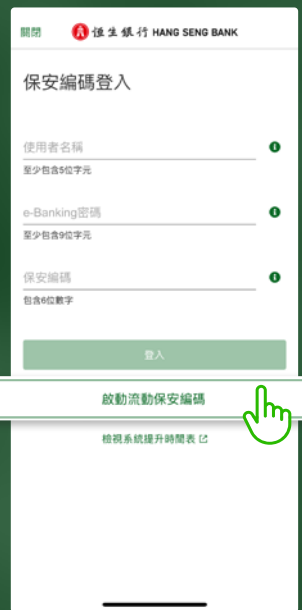 關閉
恒生銀行 HANG SENG BANK
保安編碼登入
使用者名稱
至少包含5位字元
e-Banking密碼
至少包含9位字元
保安編碼
包含6位數字
登入
啟動流動保安編碼
檢視系統提升時間表